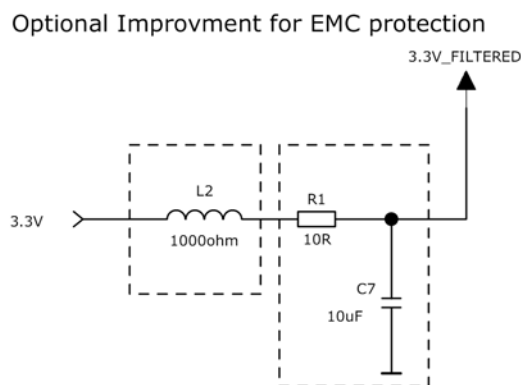 Optional Improvment for EMC protection
3.3V_FILTERED
L2
R1
3.3V
1000ohm
10R
C7
10uF